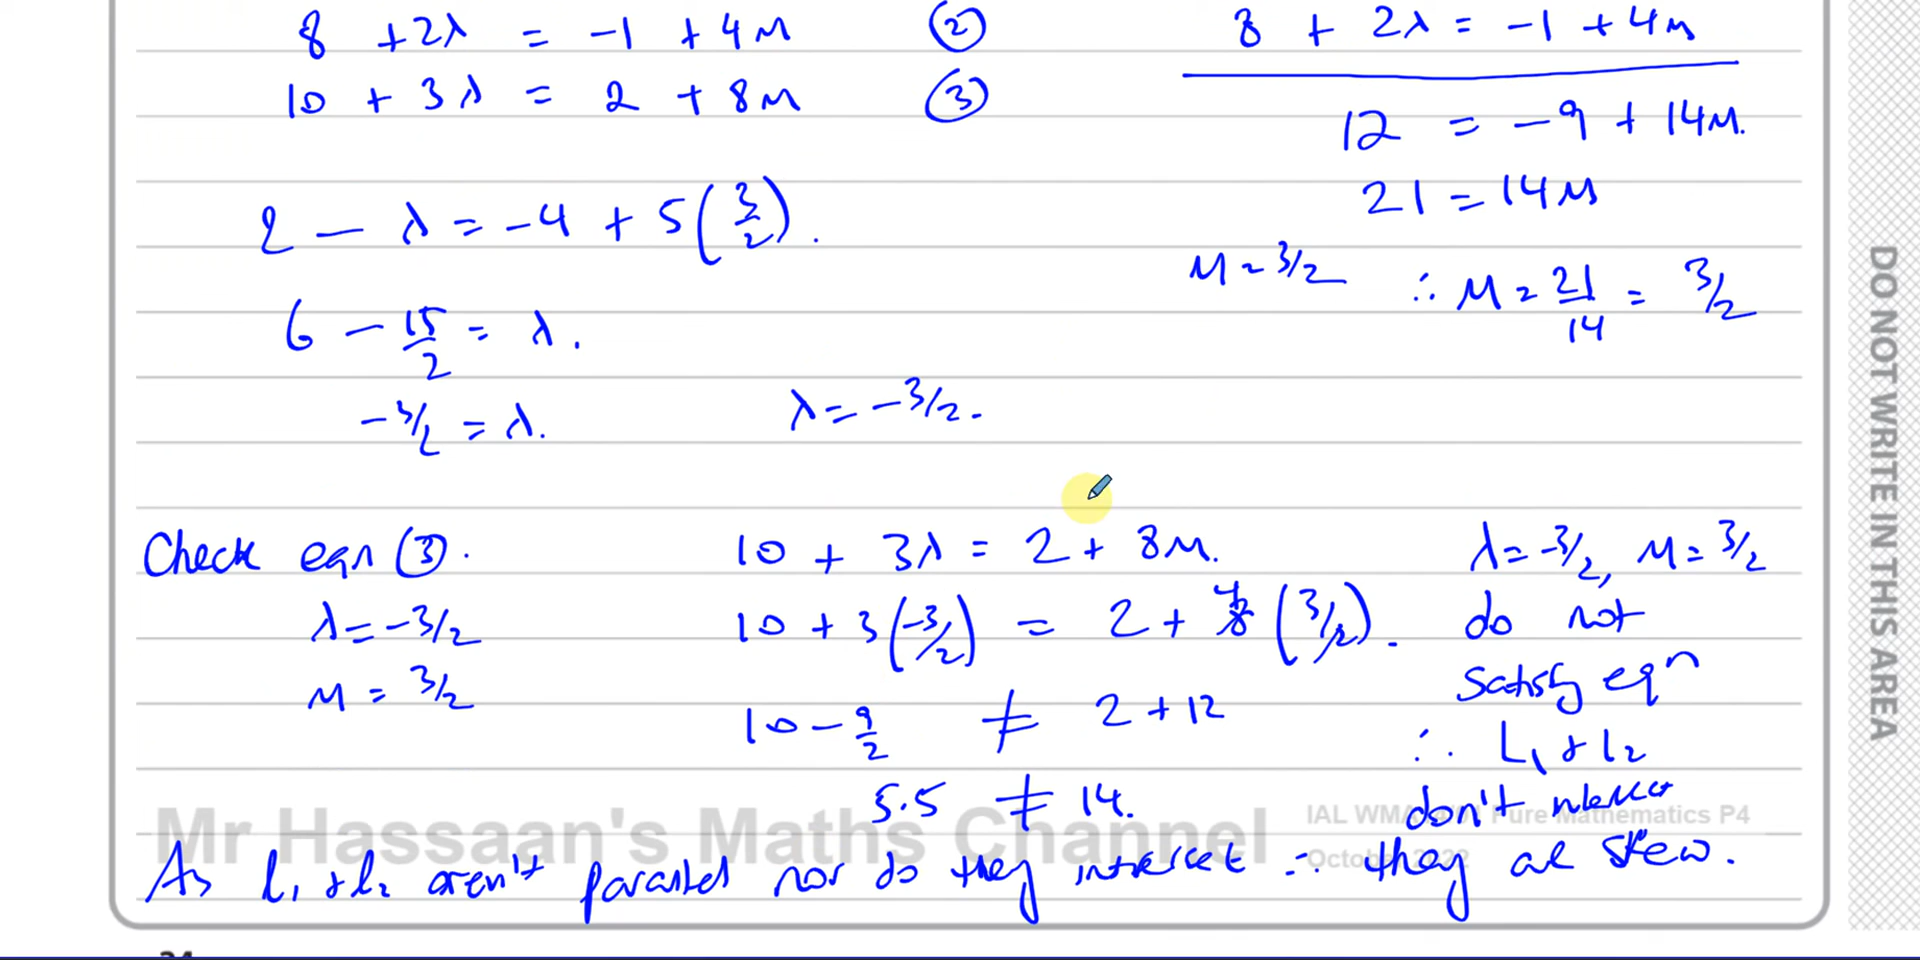 8 + 2λ = -1 + 4μ ②
10 + 3λ = 2 + 8μ ③
8 + 2λ = -1 + 4μ
12 = -9 + 14μ.
21 = 14μ
μ = 3/2 ∴ μ = 21/14 = 3/2
2 - λ = -4 + 5(3/2).
6 - 15/2 = λ.
-3/2 = λ. λ = -3/2.
Check eqn ③.
λ = -3/2
μ = 3/2
10 + 3λ = 2 + 8μ.
10 + 3(-3/2) = 2 + 8(3/2).
10 - 9/2 ≠ 2 + 12
5.5 ≠ 14.
λ = -3/2, μ = 3/2
do not
satisfy eqn
∴ L1 & l2
don't
As l1 & l2 aren't parallel nor do they intersect ∴ they are skew.
Mr Hassaan's Maths Channel
IAL Pure Mathematics P4
October
DO NOT WRITE IN THIS AREA